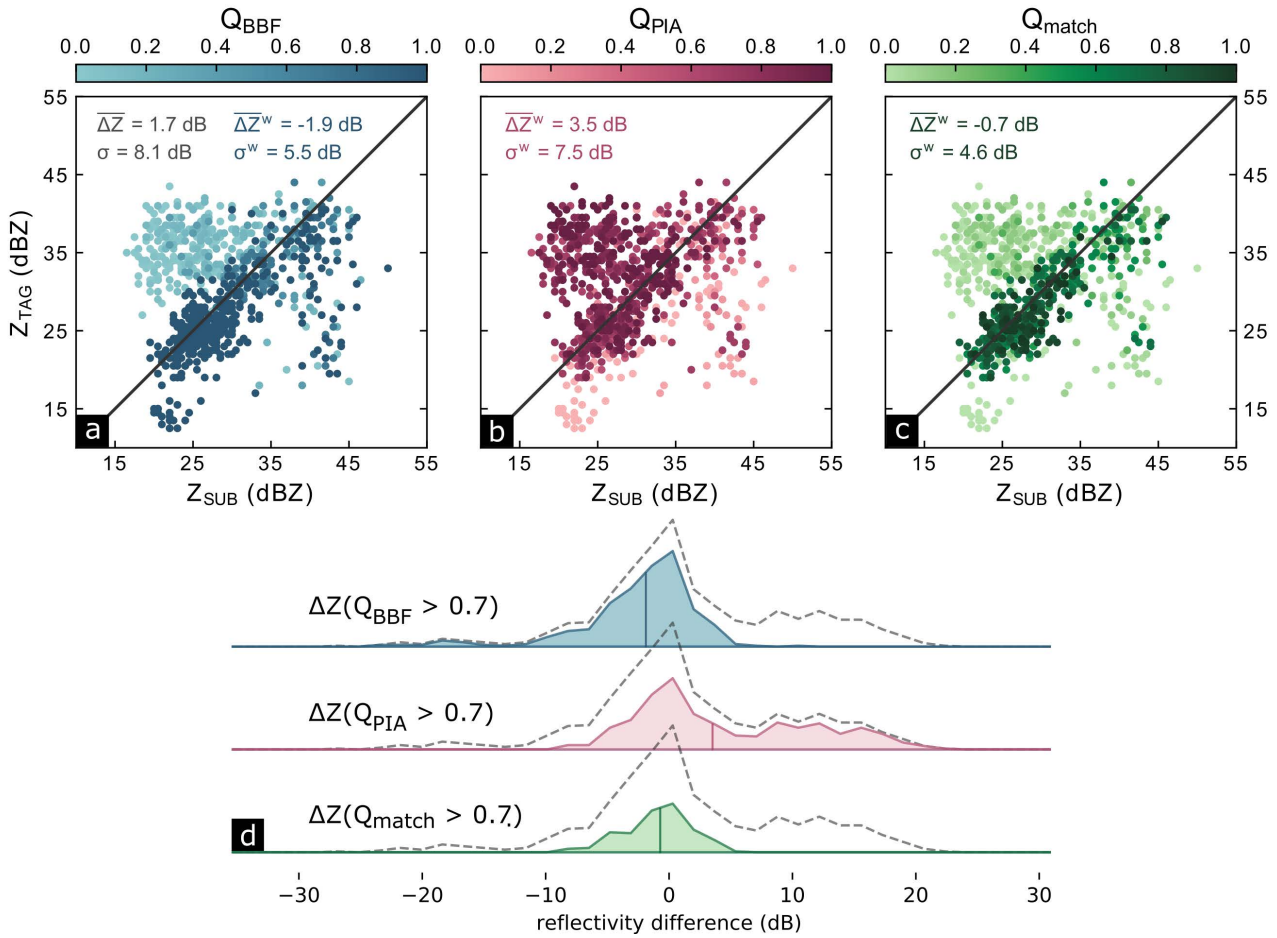 Q_BBF
0.0 0.2 0.4 0.6 0.8 1.0
Q_PIA
0.0 0.2 0.4 0.6 0.8 1.0
Q_match
0.0 0.2 0.4 0.6 0.8 1.0
55
45
35
25
15
Z_TAG (dBZ)
ΔZ̅ = 1.7 dB
σ = 8.1 dB
ΔZ̅^w = -1.9 dB
σ^w = 5.5 dB
a
15 25 35 45 55
Z_SUB (dBZ)
ΔZ̅^w = 3.5 dB
σ^w = 7.5 dB
b
15 25 35 45 55
Z_SUB (dBZ)
ΔZ̅^w = -0.7 dB
σ^w = 4.6 dB
c
15 25 35 45 55
Z_SUB (dBZ)
55
45
35
25
15
ΔZ(Q_BBF > 0.7)
ΔZ(Q_PIA > 0.7)
ΔZ(Q_match > 0.7)
d
−30 −20 −10 0 10 20 30
reflectivity difference (dB)